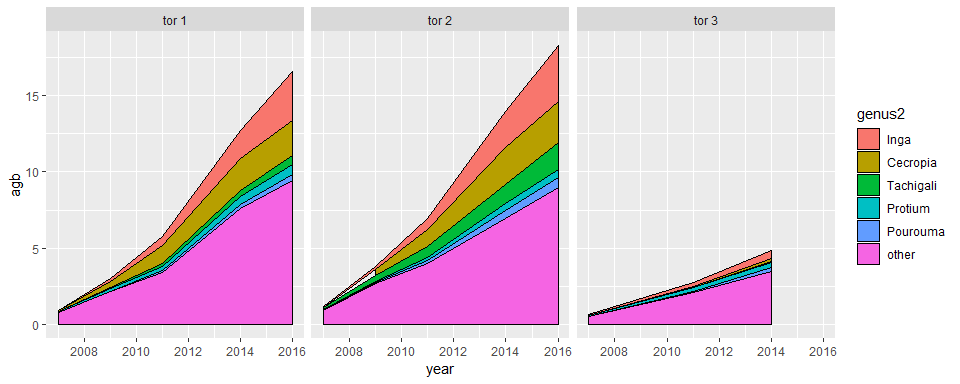 tor 1
tor 2
tor 3
15
10
5
0
agb
2008 2010 2012 2014 2016
2008 2010 2012 2014 2016
2008 2010 2012 2014 2016
year
genus2
Inga
Cecropia
Tachigali
Protium
Pourouma
other